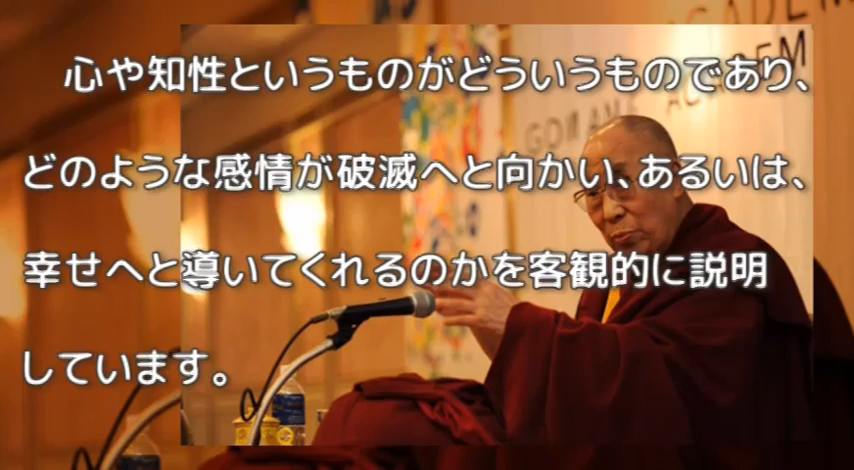 ACADEM
GOMANG ACADEM
心や知性というものがどういうものであり、
どのような感情が破滅へと向かい、あるいは、
幸せへと導いてくれるのかを客観的に説明
しています。